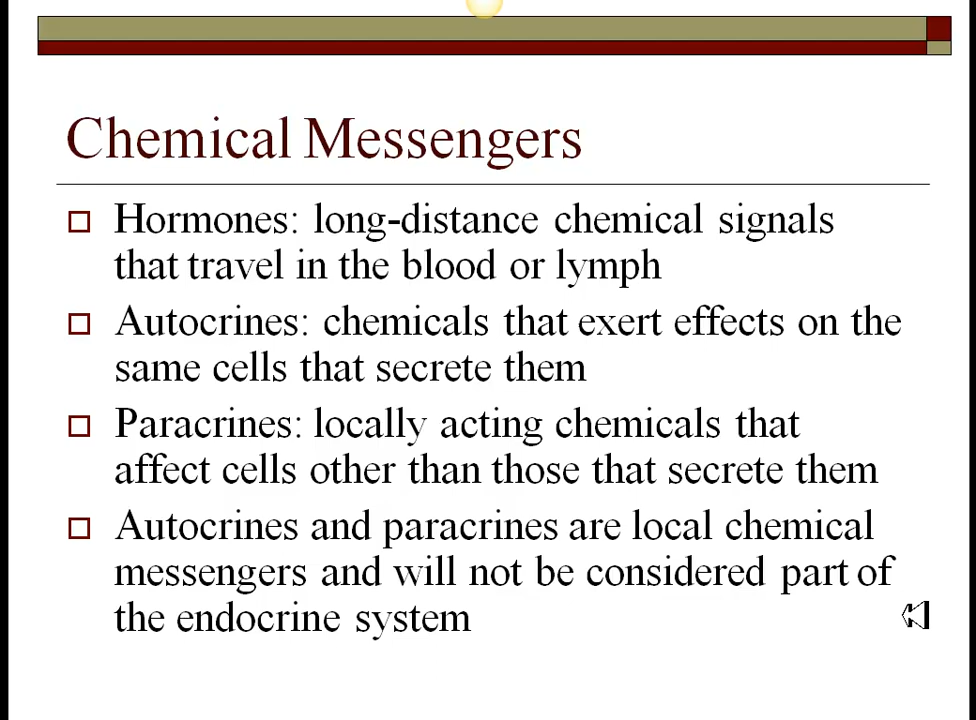 Chemical Messengers
Hormones: long-distance chemical signals
that travel in the blood or lymph
Autocrines: chemicals that exert effects on the
same cells that secrete them
Paracrines: locally acting chemicals that
affect cells other than those that secrete them
Autocrines and paracrines are local chemical
messengers and will not be considered part of
the endocrine system